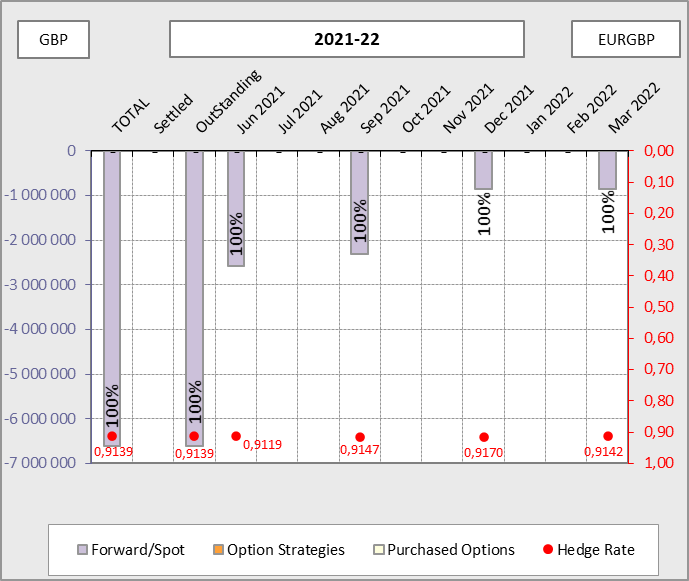 GBP 2021-22 EURGBP
TOTAL Settled OutStanding Jun 2021 Jul 2021 Aug 2021 Sep 2021 Oct 2021 Nov 2021 Dec 2021 Jan 2022 Feb 2022 Mar 2022
0 0,00
-1 000 000 0,10
0,20
-2 000 000 0,30
-3 000 000 0,40
0,50
-4 000 000 0,60
-5 000 000 0,70
0,80
-6 000 000 0,90
-7 000 000 1,00
100% 100% 100% 100% 100% 100%
0,9139 0,9139 0,9119 0,9147 0,9170 0,9142
Forward/Spot Option Strategies Purchased Options Hedge Rate